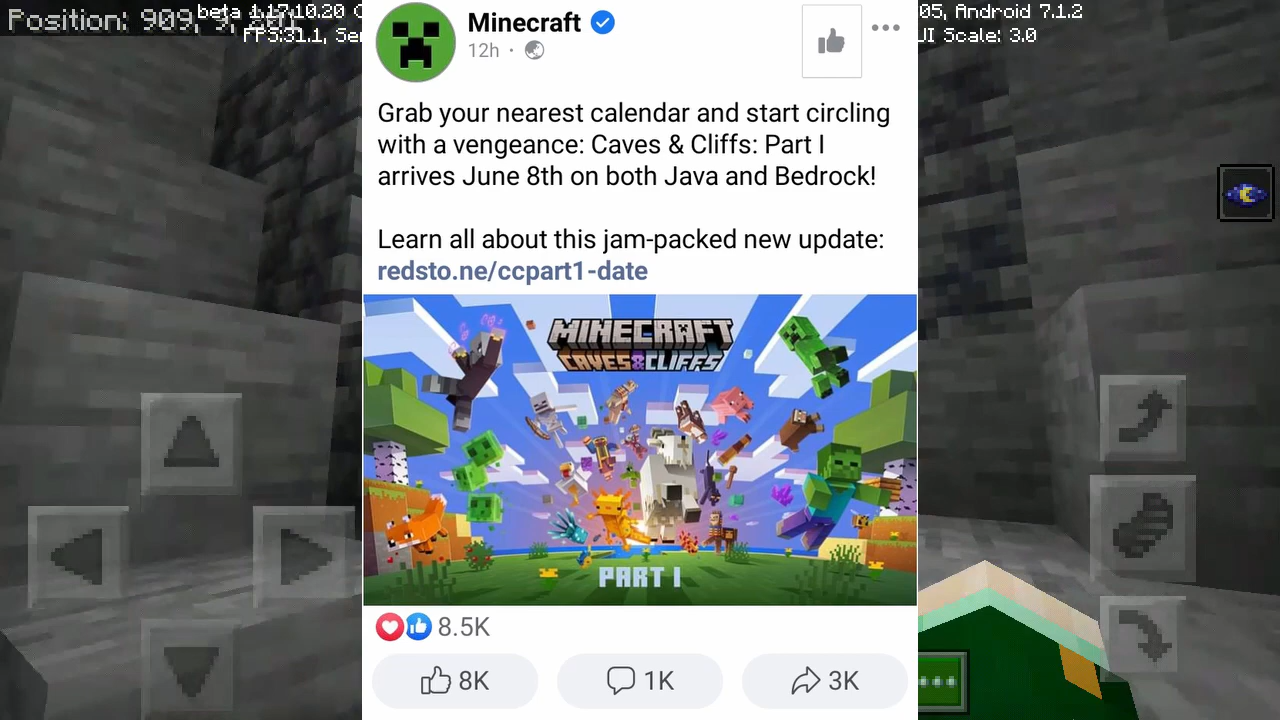 Position: 909, 9,
beta 1.17.10.20
05, Android 7.1.2
FPS:31.1, Se
UI Scale: 3.0
Minecraft
12h ·
Grab your nearest calendar and start circling
with a vengeance: Caves & Cliffs: Part I
arrives June 8th on both Java and Bedrock!
Learn all about this jam-packed new update:
redsto.ne/ccpart1-date
MINECRAFT
CAVES & CLIFFS
PART I
8.5K
8K
1K
3K